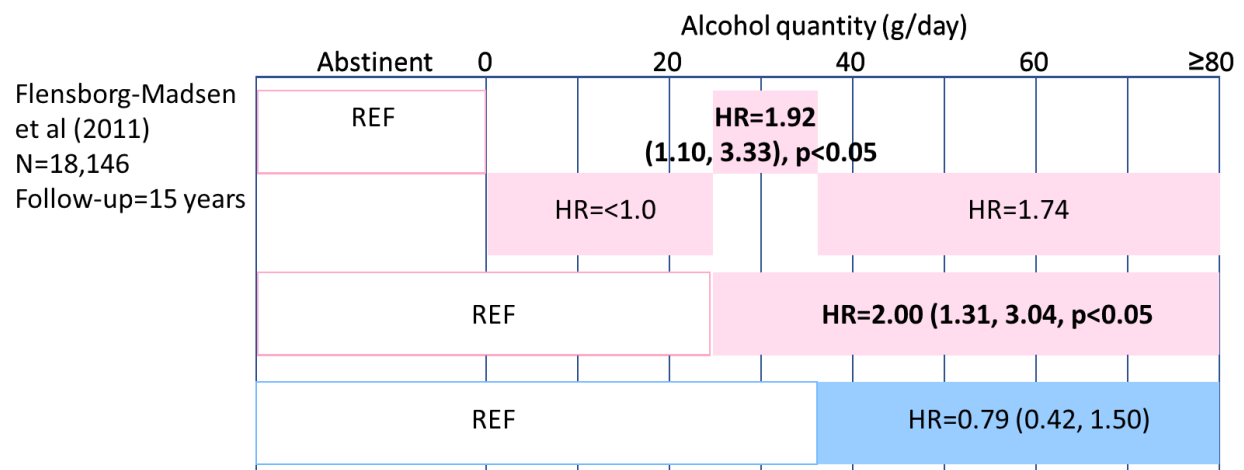 Alcohol quantity (g/day)
Abstinent 0 20 40 60 ≥80
Flensborg-Madsen
et al (2011)
N=18,146
Follow-up=15 years
REF
HR=1.92
(1.10, 3.33), p<0.05
HR=<1.0
HR=1.74
REF
HR=2.00 (1.31, 3.04, p<0.05
REF
HR=0.79 (0.42, 1.50)